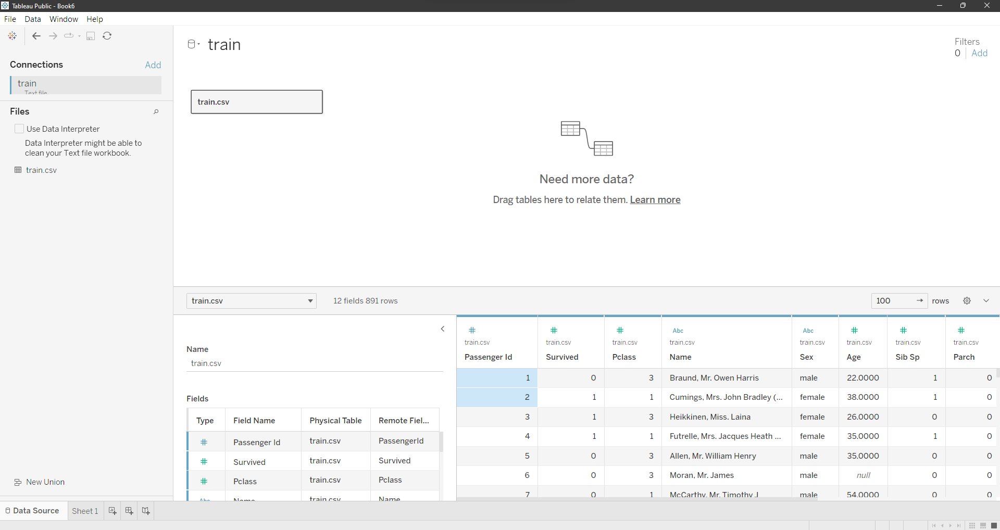 Tableau Public - Book6
File Data Window Help
Connections Add
train
Text file
Files
Use Data Interpreter
Data Interpreter might be able to
clean your Text file workbook.
train.csv
New Union
train
Filters
0 Add
train.csv
Need more data?
Drag tables here to relate them. Learn more
train.csv 12 fields 891 rows 100 rows
Name
train.csv
Fields
Type Field Name Physical Table Remote Fiel...
# Passenger Id train.csv PassengerId
# Survived train.csv Survived
# Pclass train.csv Pclass
Abc Name train.csv Name
# # # Abc Abc # # #
train.csv train.csv train.csv train.csv train.csv train.csv train.csv train.csv
Passenger Id Survived Pclass Name Sex Age Sib Sp Parch
1 0 3 Braund, Mr. Owen Harris male 22.0000 1 0
2 1 1 Cumings, Mrs. John Bradley (... female 38.0000 1 0
3 1 3 Heikkinen, Miss. Laina female 26.0000 0 0
4 1 1 Futrelle, Mrs. Jacques Heath ... female 35.0000 1 0
5 0 3 Allen, Mr. William Henry male 35.0000 0 0
6 0 3 Moran, Mr. James male null 0 0
7 0 1 McCarthy, Mr. Timothy J male 54.0000 0 0
Data Source Sheet 1